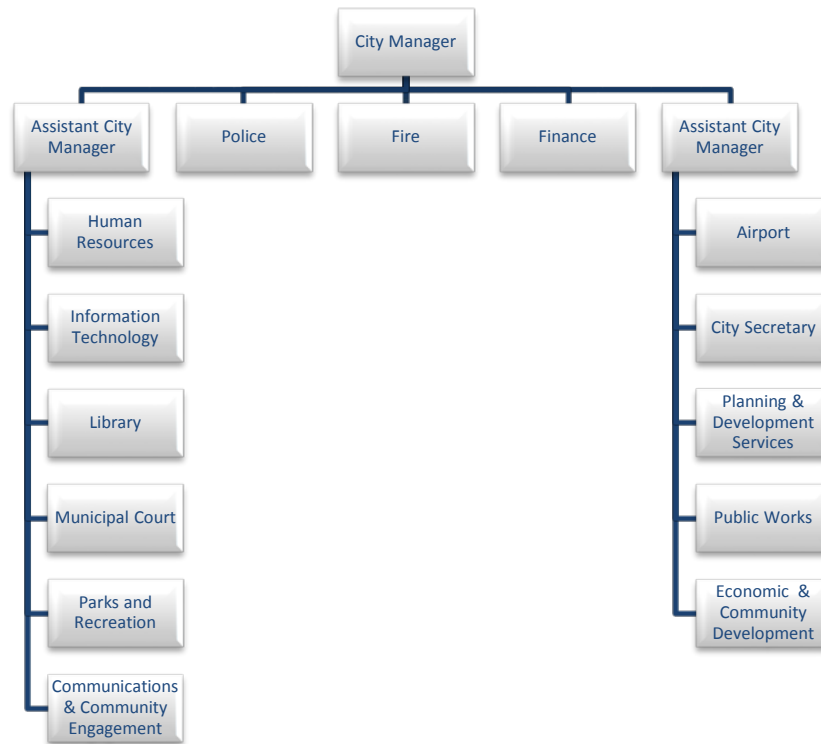 City Manager
Assistant City
Manager
Police
Fire
Finance
Assistant City
Manager
Human
Resources
Information
Technology
Library
Municipal Court
Parks and
Recreation
Communications
& Community
Engagement
Airport
City Secretary
Planning &
Development
Services
Public Works
Economic &
Community
Development